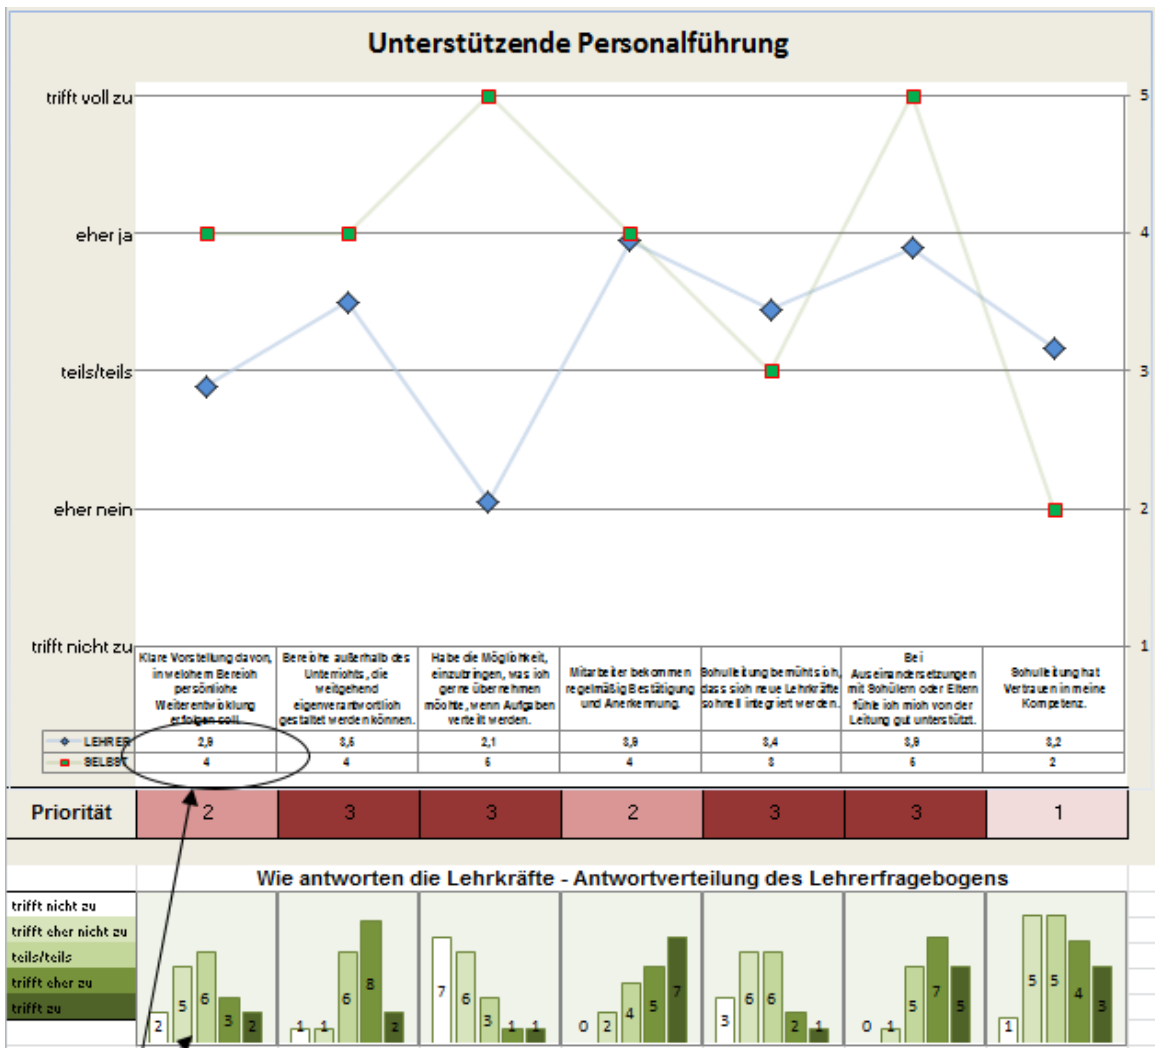 Unterstützende Personalführung
trifft voll zu
5
eher ja
4
teils/teils
3
eher nein
2
trifft nicht zu
1
Klare Vorstellung davon,
in welchem Bereich
persönliche
Weiterentwicklung
erfolgen soll.
Bereiche außerhalb des
Unterrichts, die
weitgehend
eigenverantwortlich
gestaltet werden können.
Habe die Möglichkeit,
einzubringen, was ich
gerne übernehmen
möchte, wenn Aufgaben
verteilt werden.
Mitarbeiter bekommen
regelmäßig Bestätigung
und Anerkennung.
Schulleitung bemüht sich,
dass sich neue Lehrkräfte
schnell integriert werden.
Bei
Auseinandersetzungen
mit Schülern oder Eltern
fühle ich mich von der
Leitung gut unterstützt.
Schulleitung hat
Vertrauen in meine
Kompetenz.
LEHRER 2,9 3,5 2,1 3,9 3,4 3,9 3,2
SELBST 4 4 5 4 3 5 2
Priorität 2 3 3 2 3 3 1
Wie antworten die Lehrkräfte - Antwortverteilung des Lehrerfragebogens
trifft nicht zu
trifft eher nicht zu
teils/teils
trifft eher zu
trifft zu
2 5 6 3 2
1 1 6 8 2
7 6 3 1 1
0 2 4 5 7
3 6 6 2 1
0 1 5 7 5
1 5 5 4 3